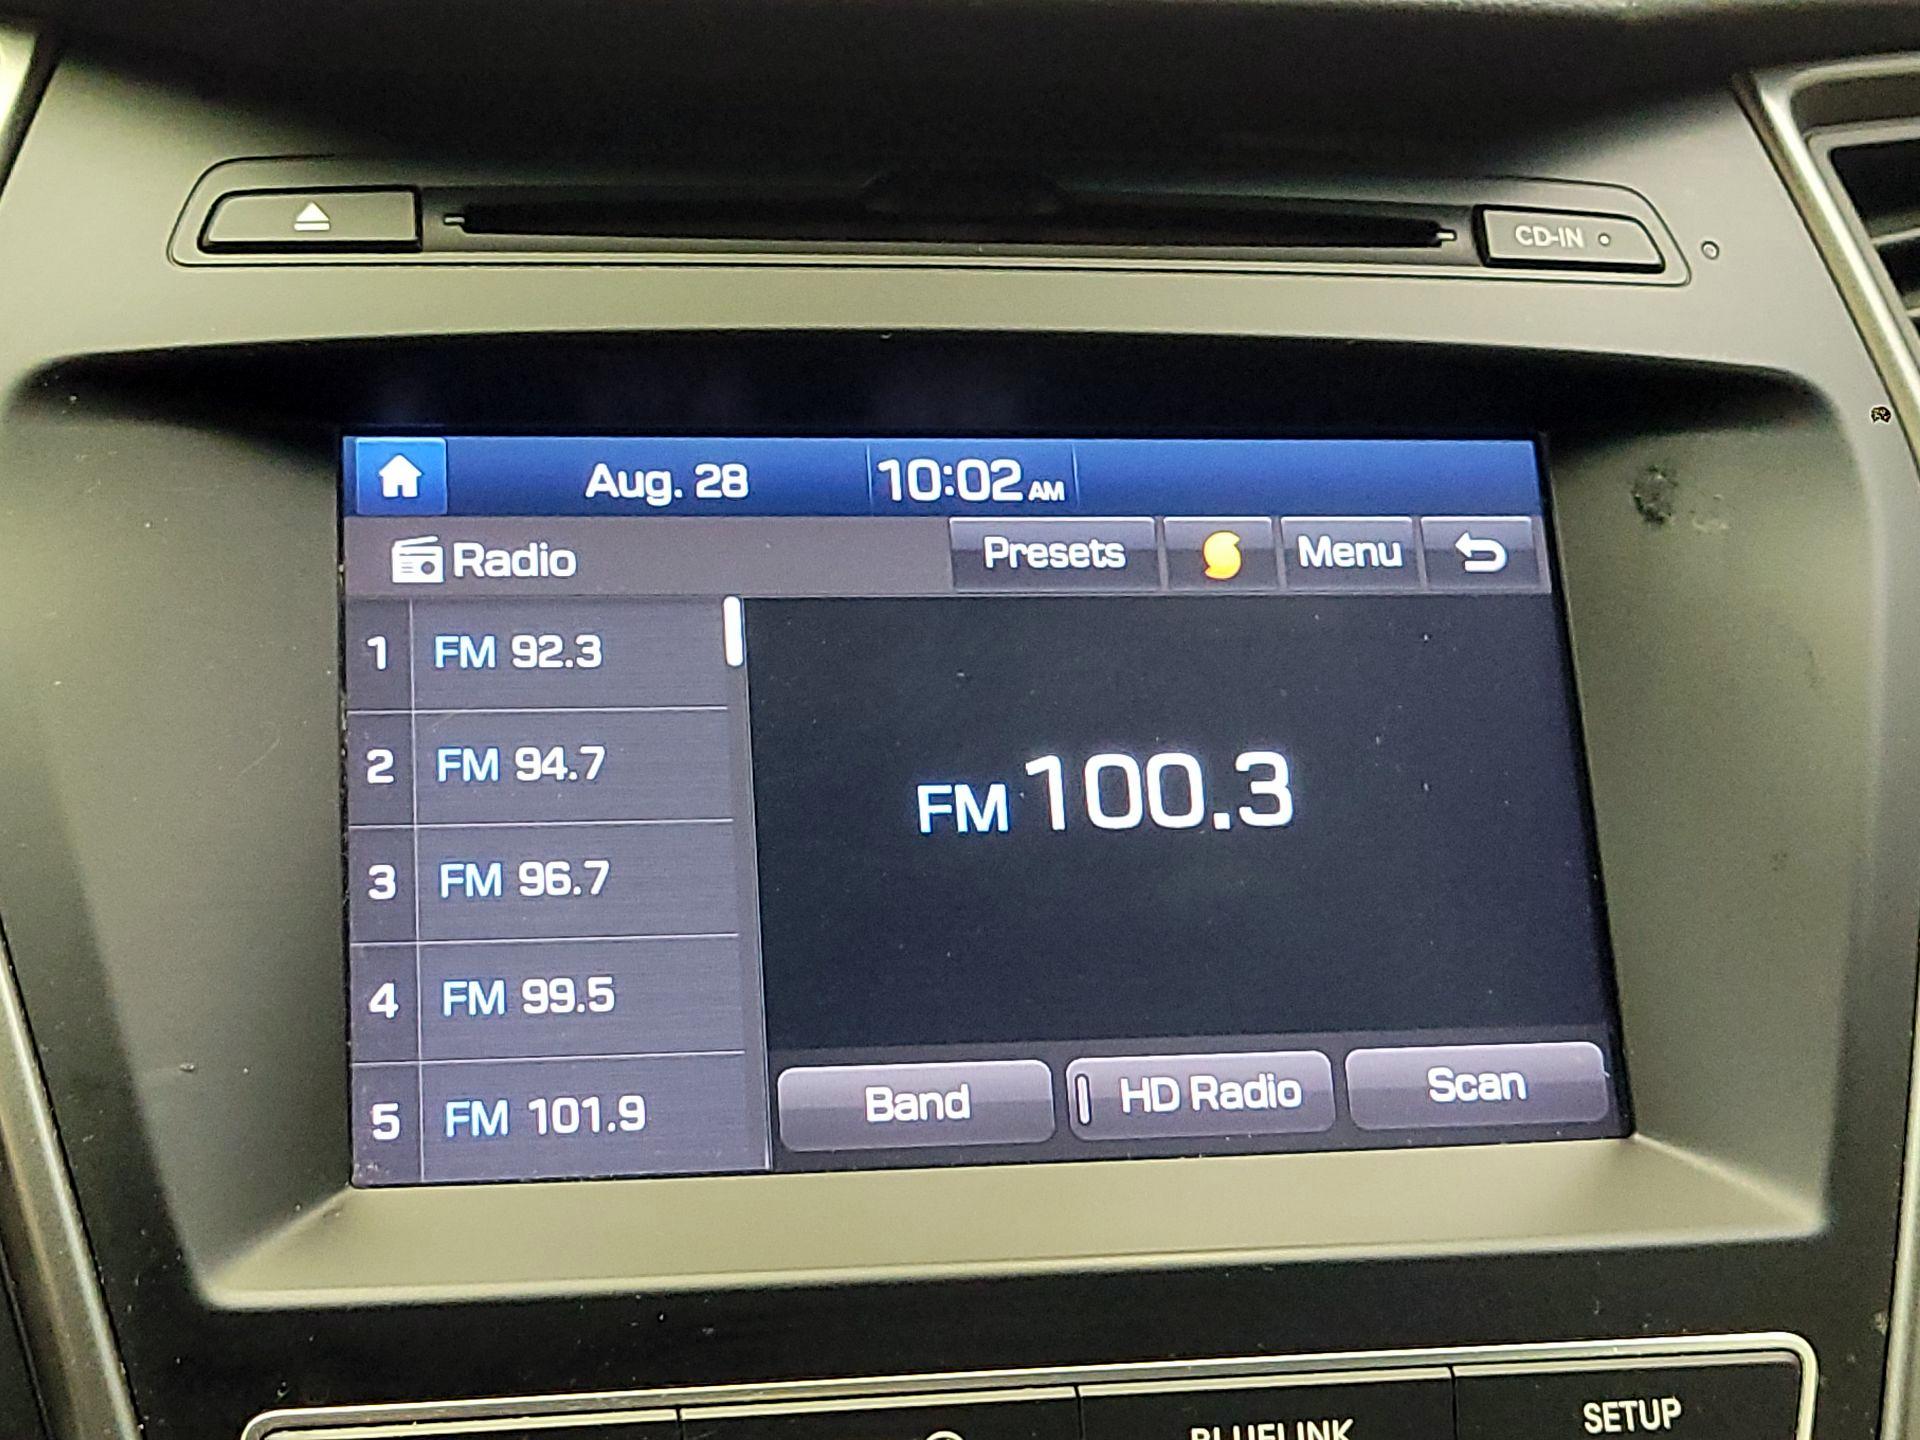 CD-IN
Aug. 28 10:02 AM
Radio Presets Menu
1 FM 92.3
2 FM 94.7
FM 100.3
3 FM 96.7
4 FM 99.5
5 FM 101.9
Band HD Radio Scan
BLUELINK SETUP